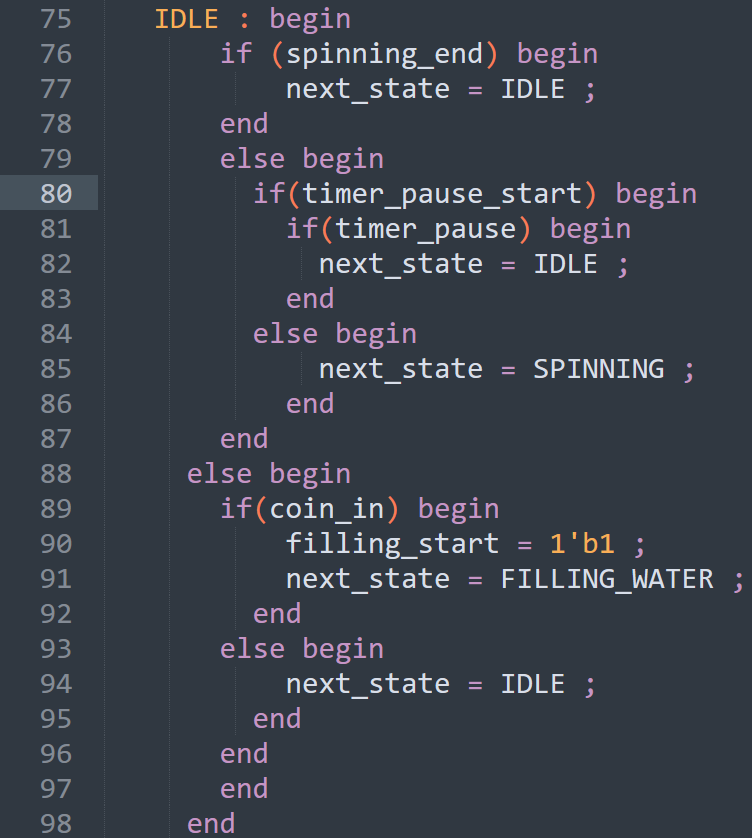 75 IDLE : begin
76 if (spinning_end) begin
77 next_state = IDLE ;
78 end
79 else begin
80 if(timer_pause_start) begin
81 if(timer_pause) begin
82 next_state = IDLE ;
83 end
84 else begin
85 next_state = SPINNING ;
86 end
87 end
88 else begin
89 if(coin_in) begin
90 filling_start = 1'b1 ;
91 next_state = FILLING_WATER ;
92 end
93 else begin
94 next_state = IDLE ;
95 end
96 end
97 end
98 end